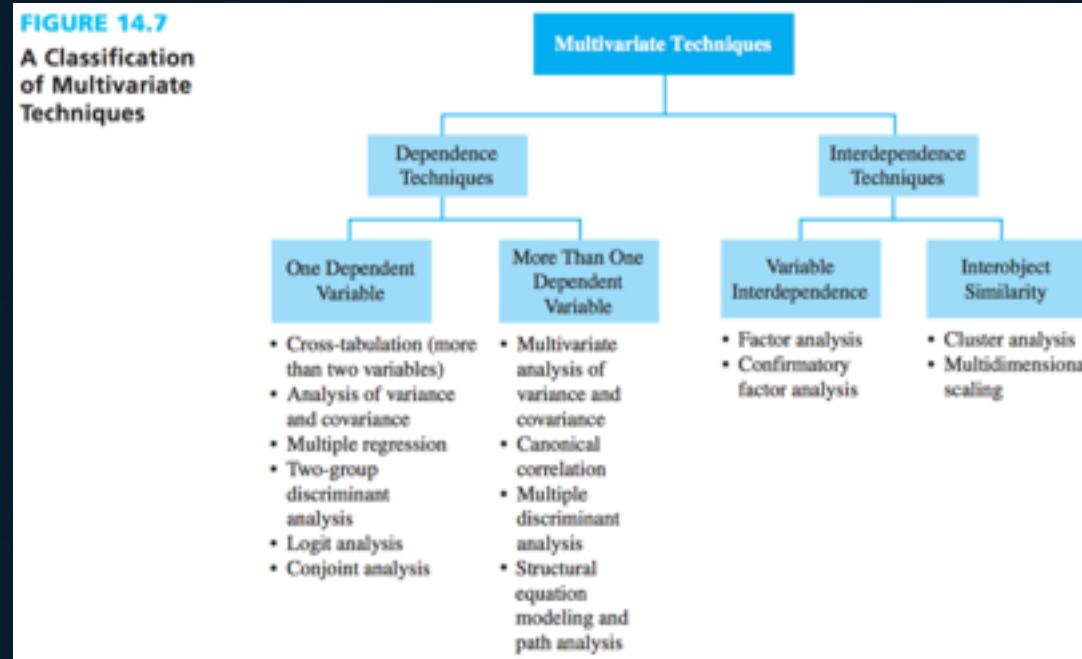 FIGURE 14.7
A Classification
of Multivariate
Techniques
Multivariate Techniques
Dependence
Techniques
Interdependence
Techniques
One Dependent
Variable
More Than One
Dependent
Variable
Variable
Interdependence
Interobject
Similarity
• Cross-tabulation (more
than two variables)
• Analysis of variance
and covariance
• Multiple regression
• Two-group
discriminant
analysis
• Logit analysis
• Conjoint analysis
• Multivariate
analysis of
variance and
covariance
• Canonical
correlation
• Multiple
discriminant
analysis
• Structural
equation
modeling and
path analysis
• Factor analysis
• Confirmatory
factor analysis
• Cluster analysis
• Multidimensiona
scaling